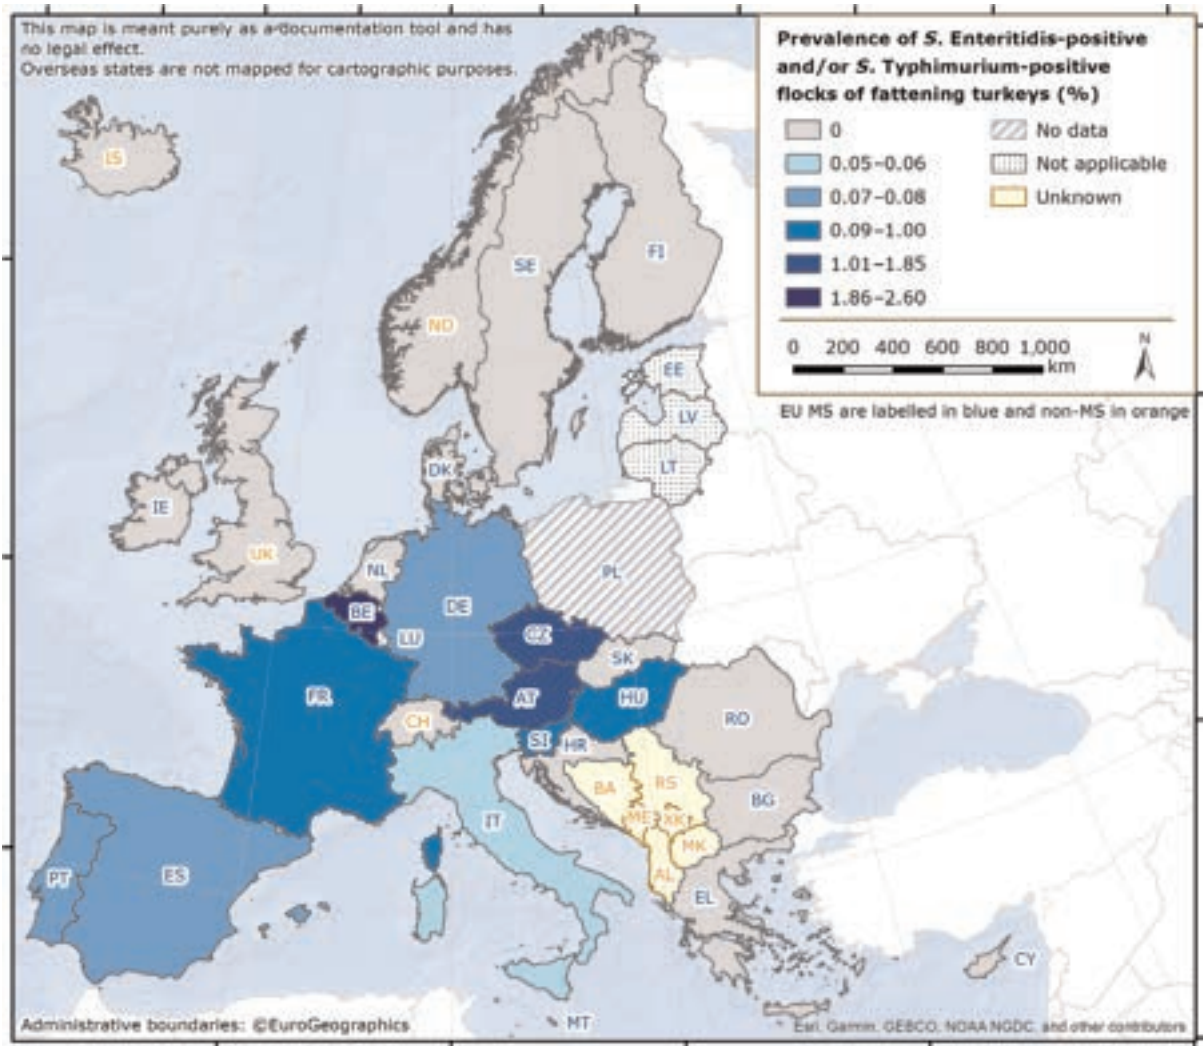 This map is meant purely as a documentation tool and has
no legal effect.
Overseas states are not mapped for cartographic purposes.
Prevalence of S. Enteritidis-positive
and/or S. Typhimurium-positive
flocks of fattening turkeys (%)
0
No data
0.05–0.06
Not applicable
0.07–0.08
Unknown
0.09–1.00
1.01–1.85
1.86–2.60
N
0 200 400 600 800 1,000
km
EU MS are labelled in blue and non-MS in orange
IS
FI
SE
NO
EE
LV
LT
DK
IE
UK
NL
PL
BE
DE
LU
CZ
SK
FR
AT
HU
CH
RO
SI
HR
BA
RS
BG
IT
ME
XK
MK
PT
ES
AL
EL
CY
MT
Administrative boundaries: ©EuroGeographics
Esri, Garmin, GEBCO, NOAA NGDC, and other contributors